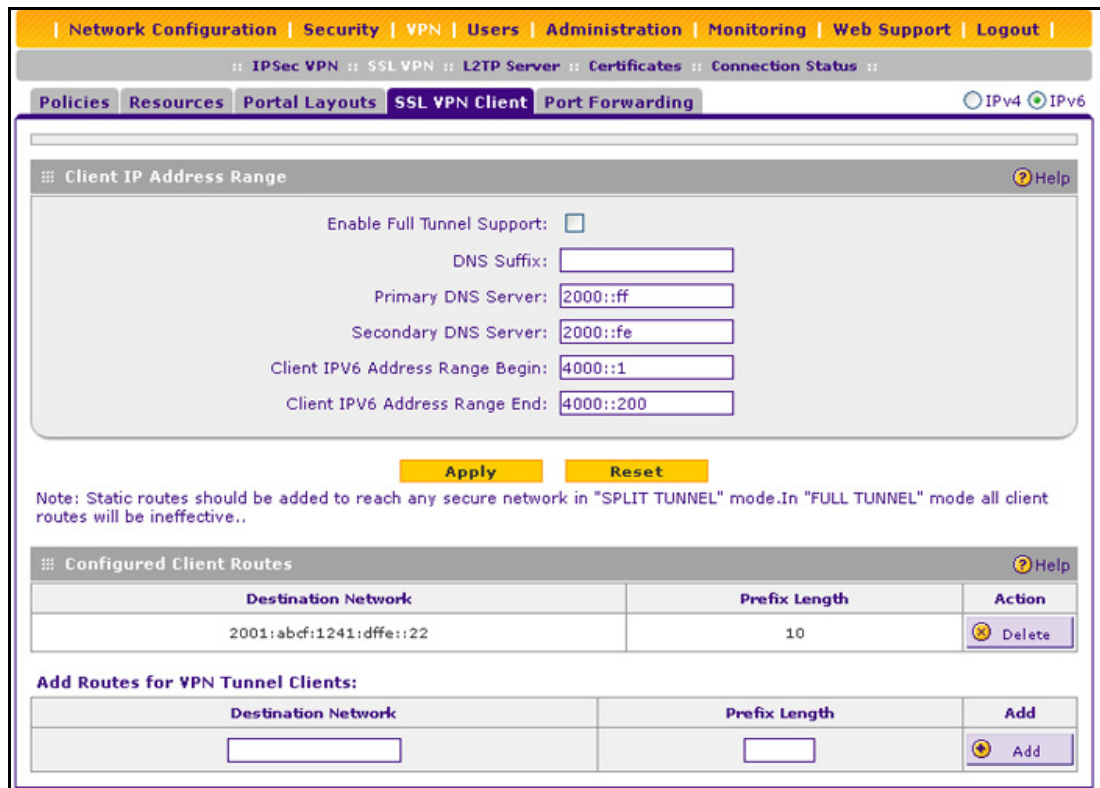 | Network Configuration | Security | VPN | Users | Administration | Monitoring | Web Support | Logout |
:: IPSec VPN :: SSL VPN :: L2TP Server :: Certificates :: Connection Status ::
Policies Resources Portal Layouts SSL VPN Client Port Forwarding IPv4 IPv6
Client IP Address Range Help
Enable Full Tunnel Support:
DNS Suffix:
Primary DNS Server: 2000::ff
Secondary DNS Server: 2000::fe
Client IPV6 Address Range Begin: 4000::1
Client IPV6 Address Range End: 4000::200
Apply Reset
Note: Static routes should be added to reach any secure network in "SPLIT TUNNEL" mode.In "FULL TUNNEL" mode all client
routes will be ineffective..
Configured Client Routes Help
Destination Network Prefix Length Action
2001:abcf:1241:dffe::22 10 Delete
Add Routes for VPN Tunnel Clients:
Destination Network Prefix Length Add
Add